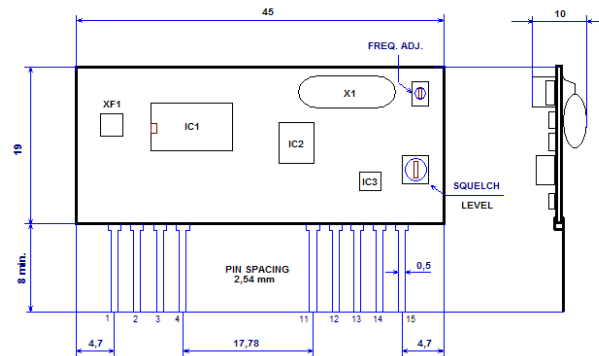 45
10
FREQ. ADJ.
XF1
X1
IC1
IC2
19
IC3
SQUELCH
LEVEL
8 min.
PIN SPACING
2,54 mm
0,5
1 2 3 4 11 12 13 14 15
4,7 17,78 4,7